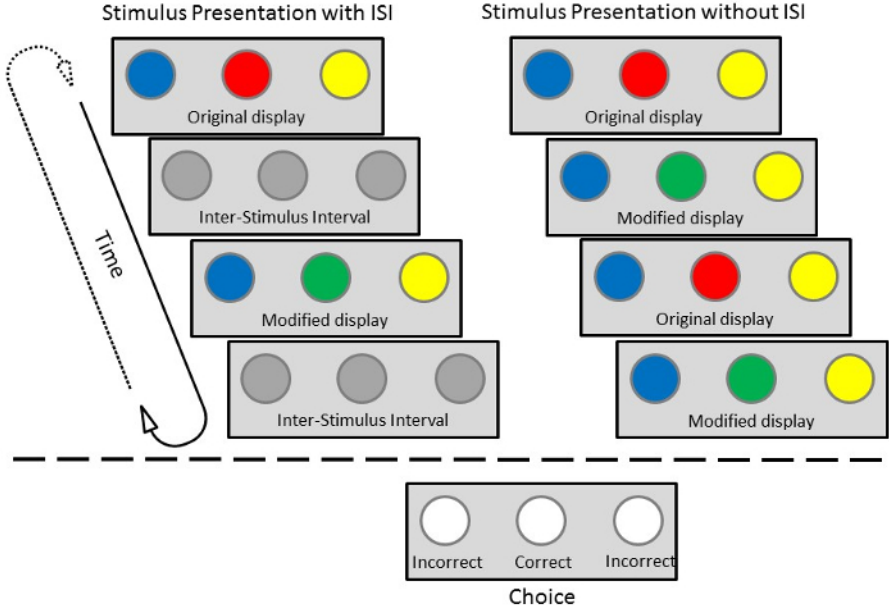 Stimulus Presentation with ISI
Original display
Inter-Stimulus Interval
Modified display
Inter-Stimulus Interval
Time
Stimulus Presentation without ISI
Original display
Modified display
Original display
Modified display
Incorrect Correct Incorrect
Choice